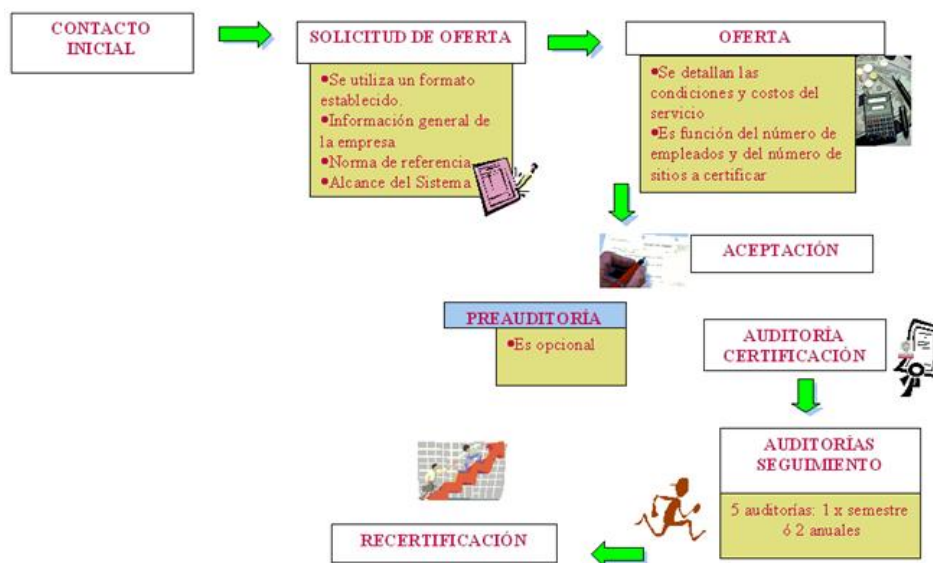 CONTACTO
INICIAL
SOLICITUD DE OFERTA
•Se utiliza un formato
establecido.
•Información general de
la empresa
•Norma de referencia
•Alcance del Sistema
OFERTA
•Se detallan las
condiciones y costos del
servicio
•Es función del número de
empleados y del número de
sitios a certificar
ACEPTACIÓN
PREAUDITORÍA
•Es opcional
AUDITORÍA
CERTIFICACIÓN
AUDITORÍAS
SEGUIMIENTO
5 auditorías: 1 x semestre
ó 2 anuales
RECERTIFICACIÓN